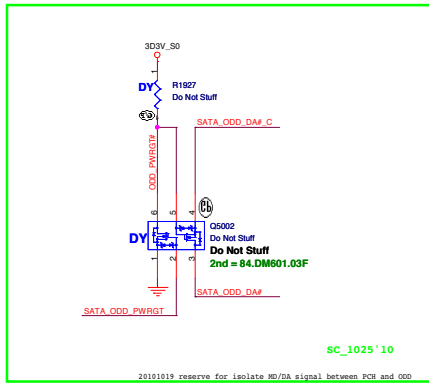 3D3V_S0
1
DY
R1927
Do Not Stuff
SATA_ODD_DA#_C
ODD_PWRGT#
6
5
4
Q5002
DY
Do Not Stuff
Do Not Stuff
2nd = 84.DM601.03F
1
2
3
SATA_ODD_DA#
SATA_ODD_PWRGT
SC_1025'10
20101019 reserve for isolate MD/DA signal between PCH and ODD